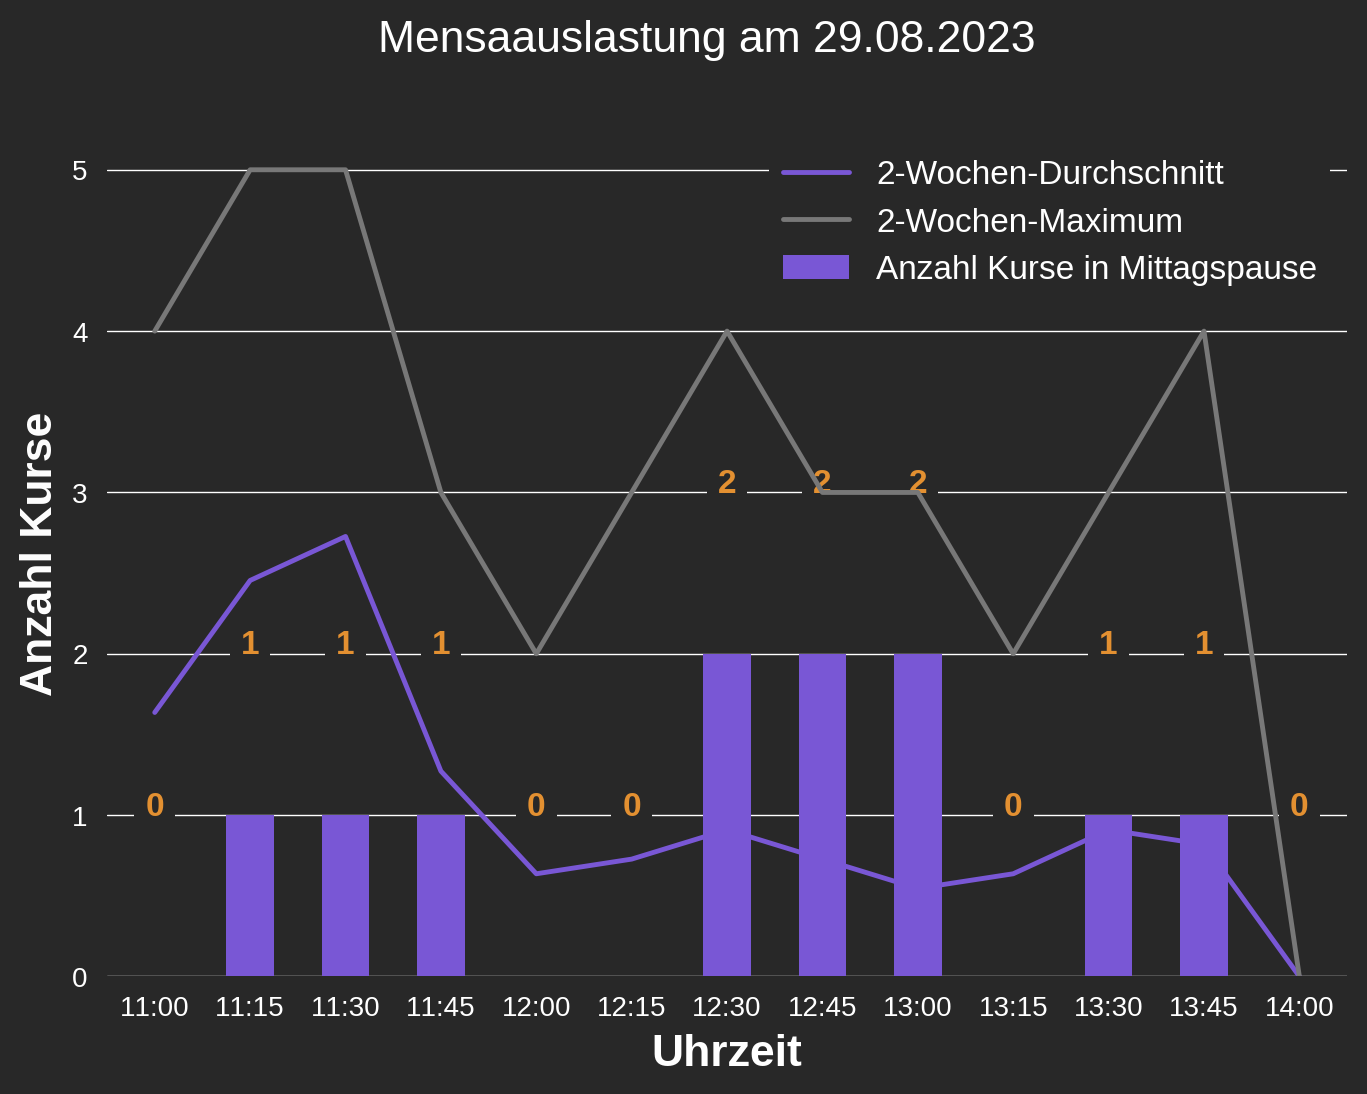 Mensaauslastung am 29.08.2023
2-Wochen-Durchschnitt
2-Wochen-Maximum
Anzahl Kurse in Mittagspause
Anzahl Kurse
5
4
3
2
1
0
2 2 2
1 1 1 1 1
0 0 0 0 0
11:00 11:15 11:30 11:45 12:00 12:15 12:30 12:45 13:00 13:15 13:30 13:45 14:00
Uhrzeit